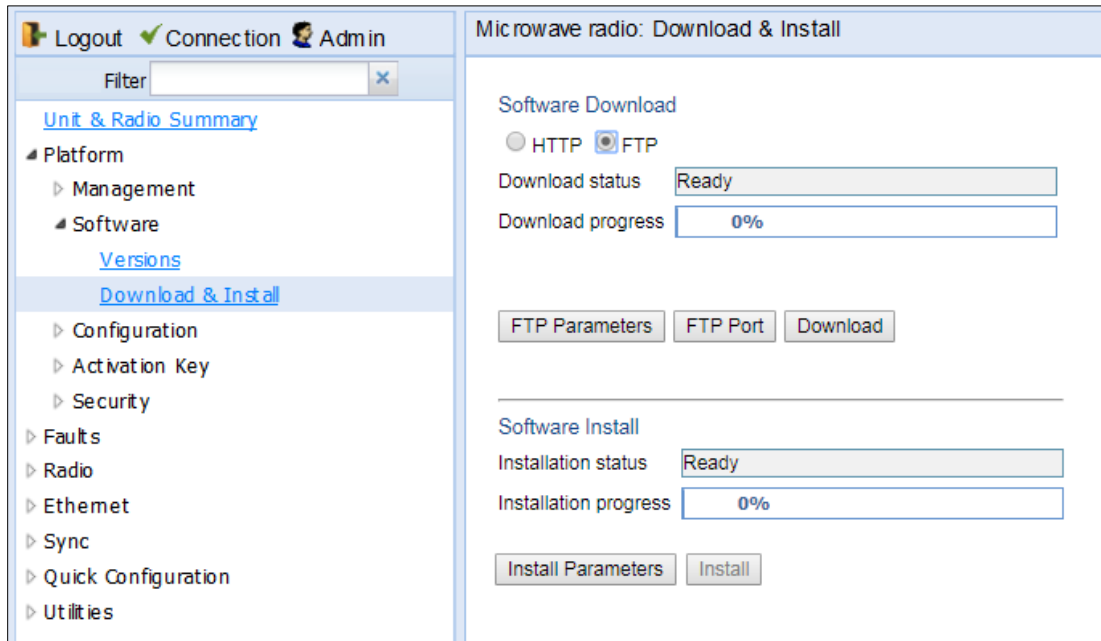 Logout Connection Admin
Filter
Unit & Radio Summary
Platform
Management
Software
Versions
Download & Install
Configuration
Activation Key
Security
Faults
Radio
Ethernet
Sync
Quick Configuration
Utilities
Microwave radio: Download & Install
Software Download
HTTP FTP
Download status Ready
Download progress 0%
FTP Parameters FTP Port Download
Software Install
Installation status Ready
Installation progress 0%
Install Parameters Install